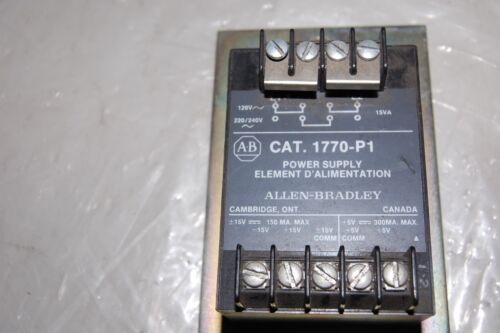 120V~
220/240V
15VA
AB CAT. 1770-P1
POWER SUPPLY
ELEMENT D'ALIMENTATION
ALLEN-BRADLEY
CAMBRIDGE, ONT. CANADA
±15V 150 MA. MAX. +5V 300MA. MAX.
-15V +15V ±15V +5V +5V
COMM COMM